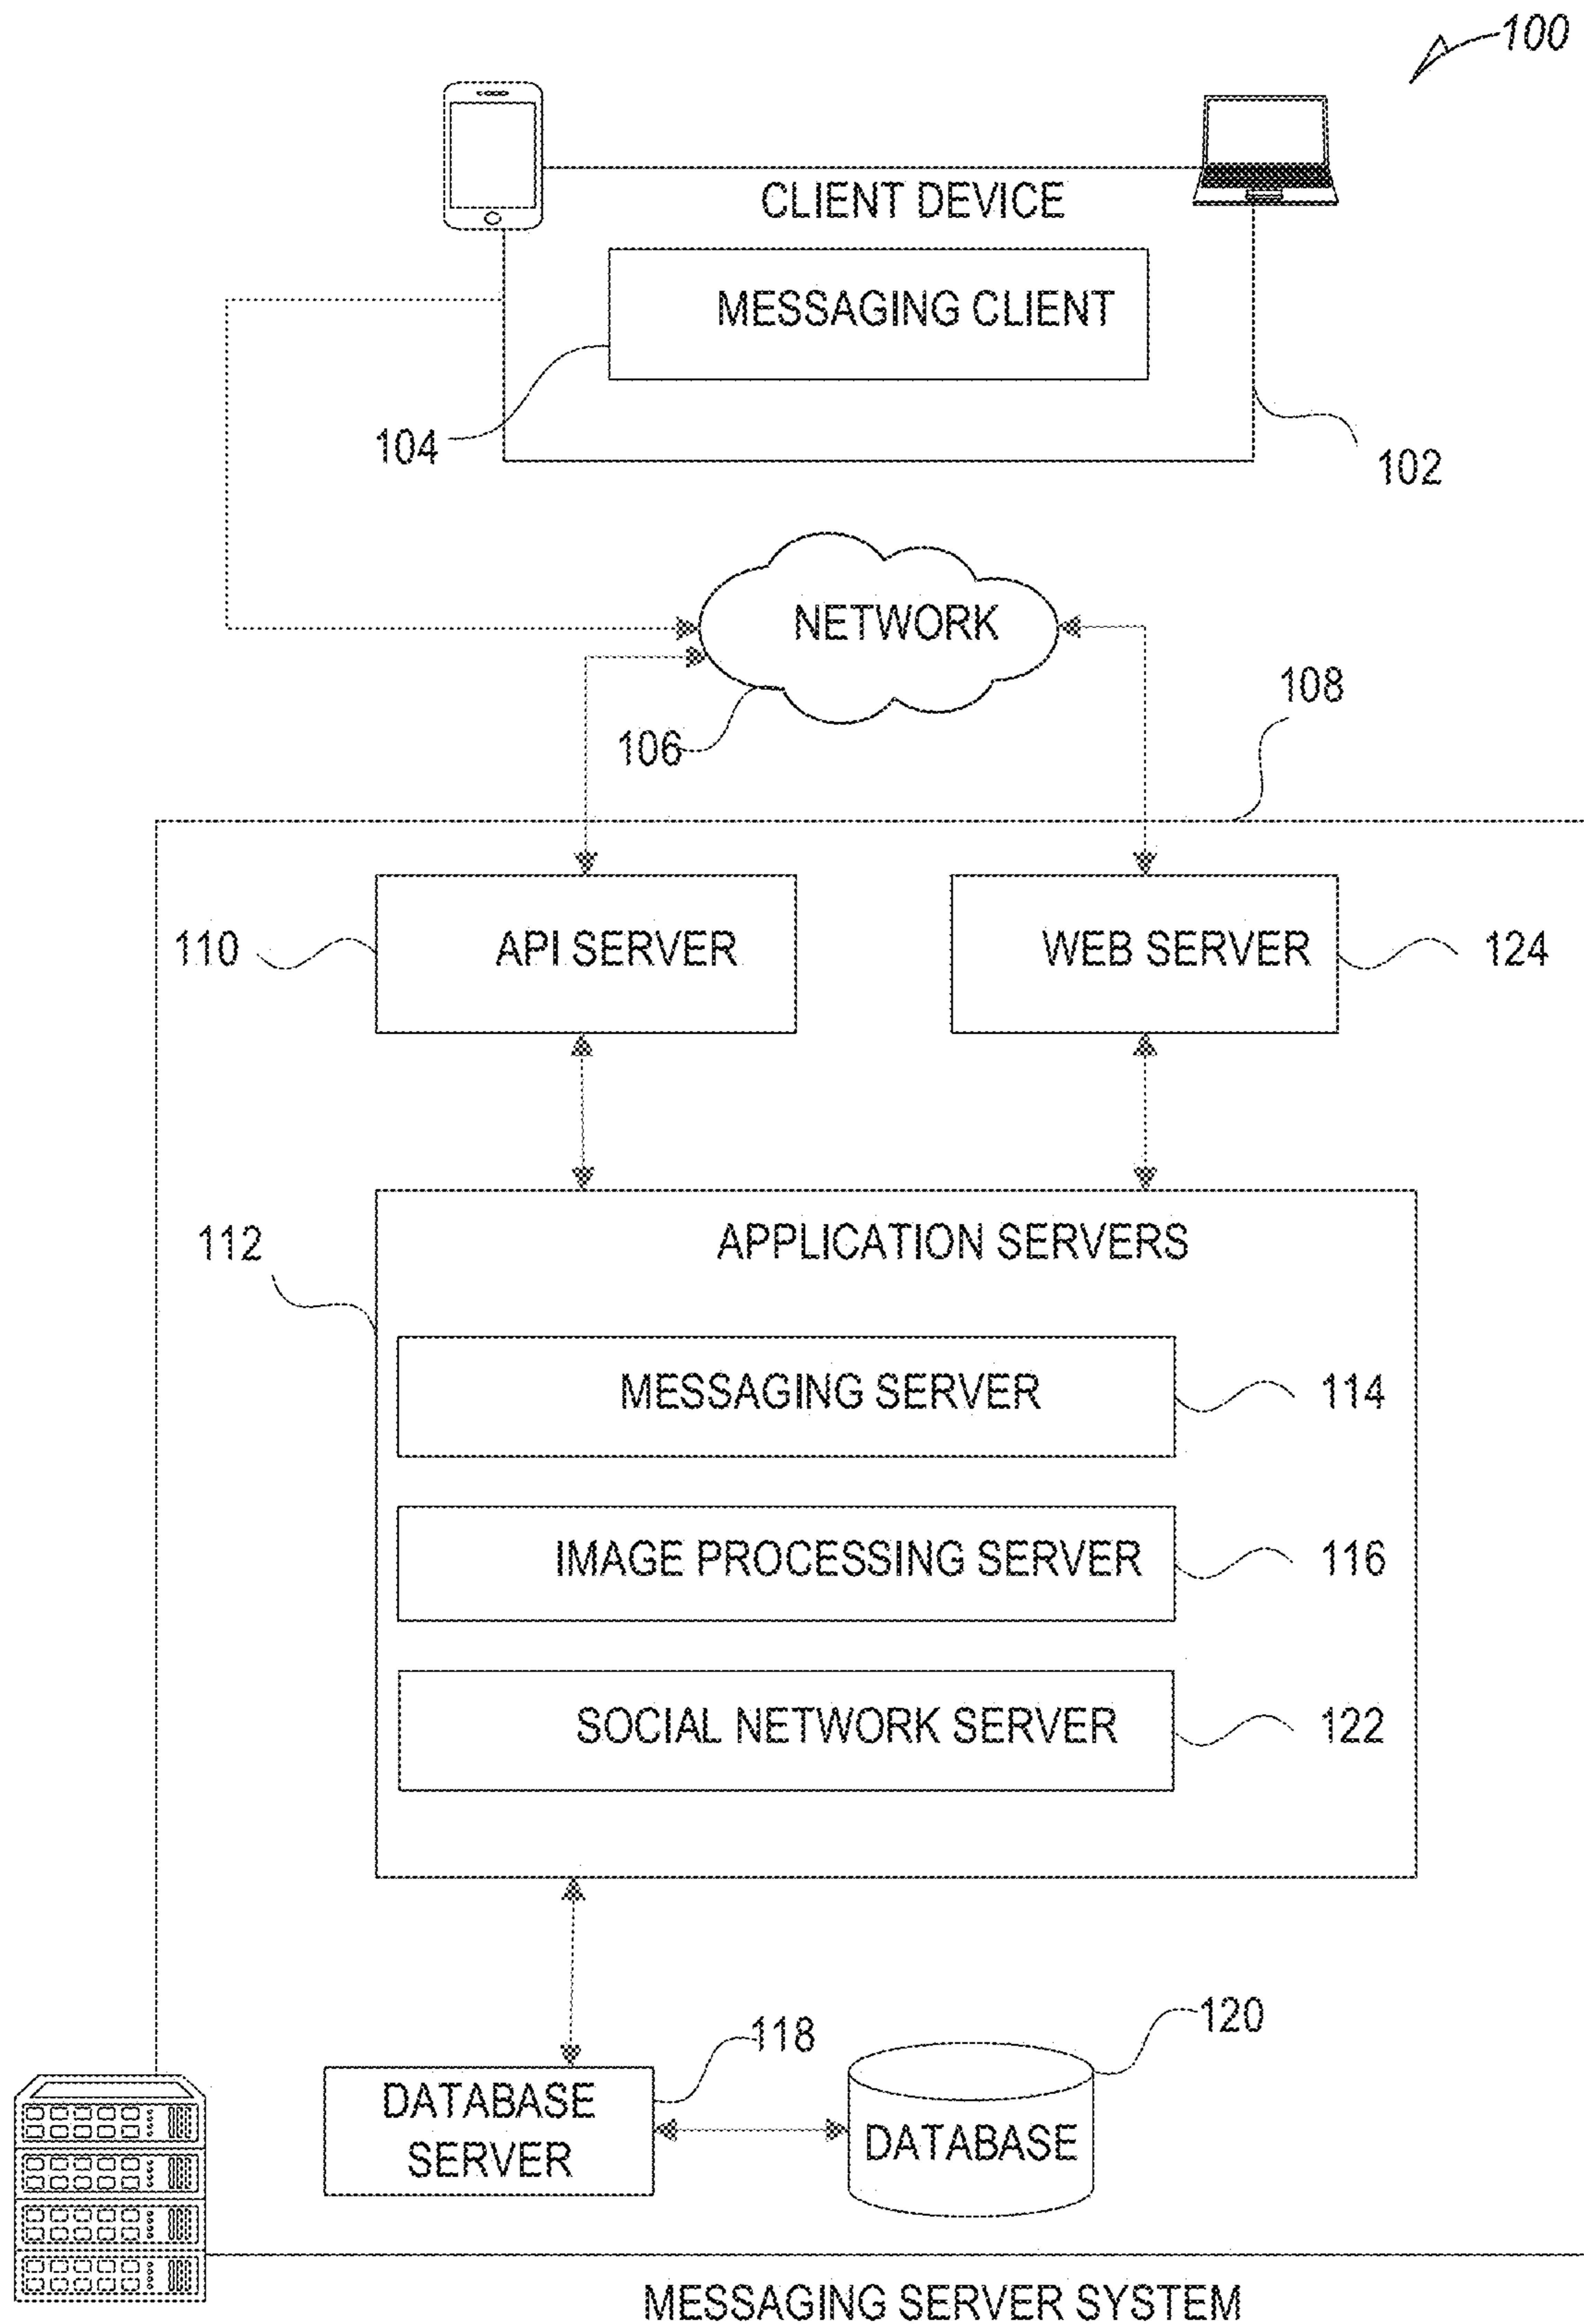 100
CLIENT DEVICE
MESSAGING CLIENT
104
102
NETWORK
106
108
110
API SERVER
WEB SERVER
124
112
APPLICATION SERVERS
MESSAGING SERVER
114
IMAGE PROCESSING SERVER
116
SOCIAL NETWORK SERVER
122
118
120
DATABASE
SERVER
DATABASE
MESSAGING SERVER SYSTEM